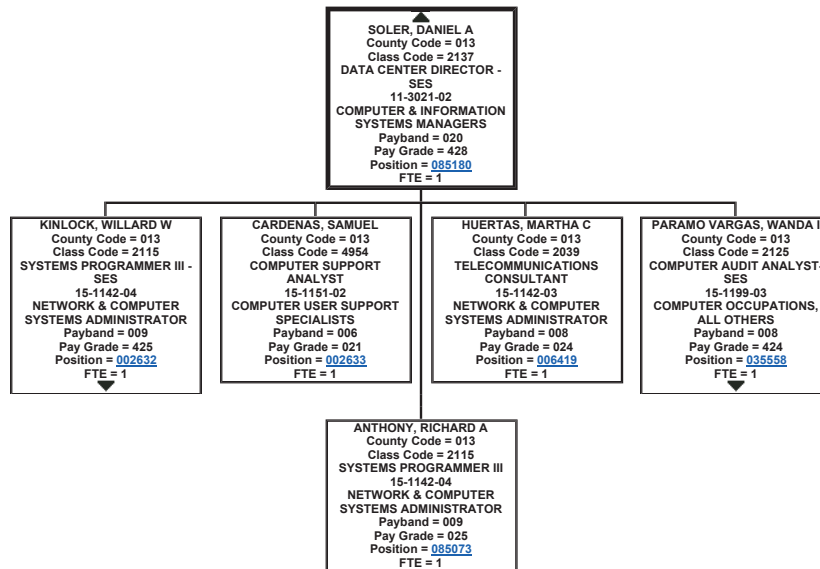 SOLER, DANIEL A
County Code = 013
Class Code = 2137
DATA CENTER DIRECTOR -
SES
11-3021-02
COMPUTER & INFORMATION
SYSTEMS MANAGERS
Payband = 020
Pay Grade = 428
Position = 085180
FTE = 1
KINLOCK, WILLARD W
County Code = 013
Class Code = 2115
SYSTEMS PROGRAMMER III -
SES
15-1142-04
NETWORK & COMPUTER
SYSTEMS ADMINISTRATOR
Payband = 009
Pay Grade = 425
Position = 002632
FTE = 1
CARDENAS, SAMUEL
County Code = 013
Class Code = 4954
COMPUTER SUPPORT
ANALYST
15-1151-02
COMPUTER USER SUPPORT
SPECIALISTS
Payband = 006
Pay Grade = 021
Position = 002633
FTE = 1
HUERTAS, MARTHA C
County Code = 013
Class Code = 2039
TELECOMMUNICATIONS
CONSULTANT
15-1142-03
NETWORK & COMPUTER
SYSTEMS ADMINISTRATOR
Payband = 008
Pay Grade = 024
Position = 006419
FTE = 1
PARAMO VARGAS, WANDA I
County Code = 013
Class Code = 2125
COMPUTER AUDIT ANALYST-
SES
15-1199-03
COMPUTER OCCUPATIONS,
ALL OTHERS
Payband = 008
Pay Grade = 424
Position = 035558
FTE = 1
ANTHONY, RICHARD A
County Code = 013
Class Code = 2115
SYSTEMS PROGRAMMER III
15-1142-04
NETWORK & COMPUTER
SYSTEMS ADMINISTRATOR
Payband = 009
Pay Grade = 025
Position = 085073
FTE = 1